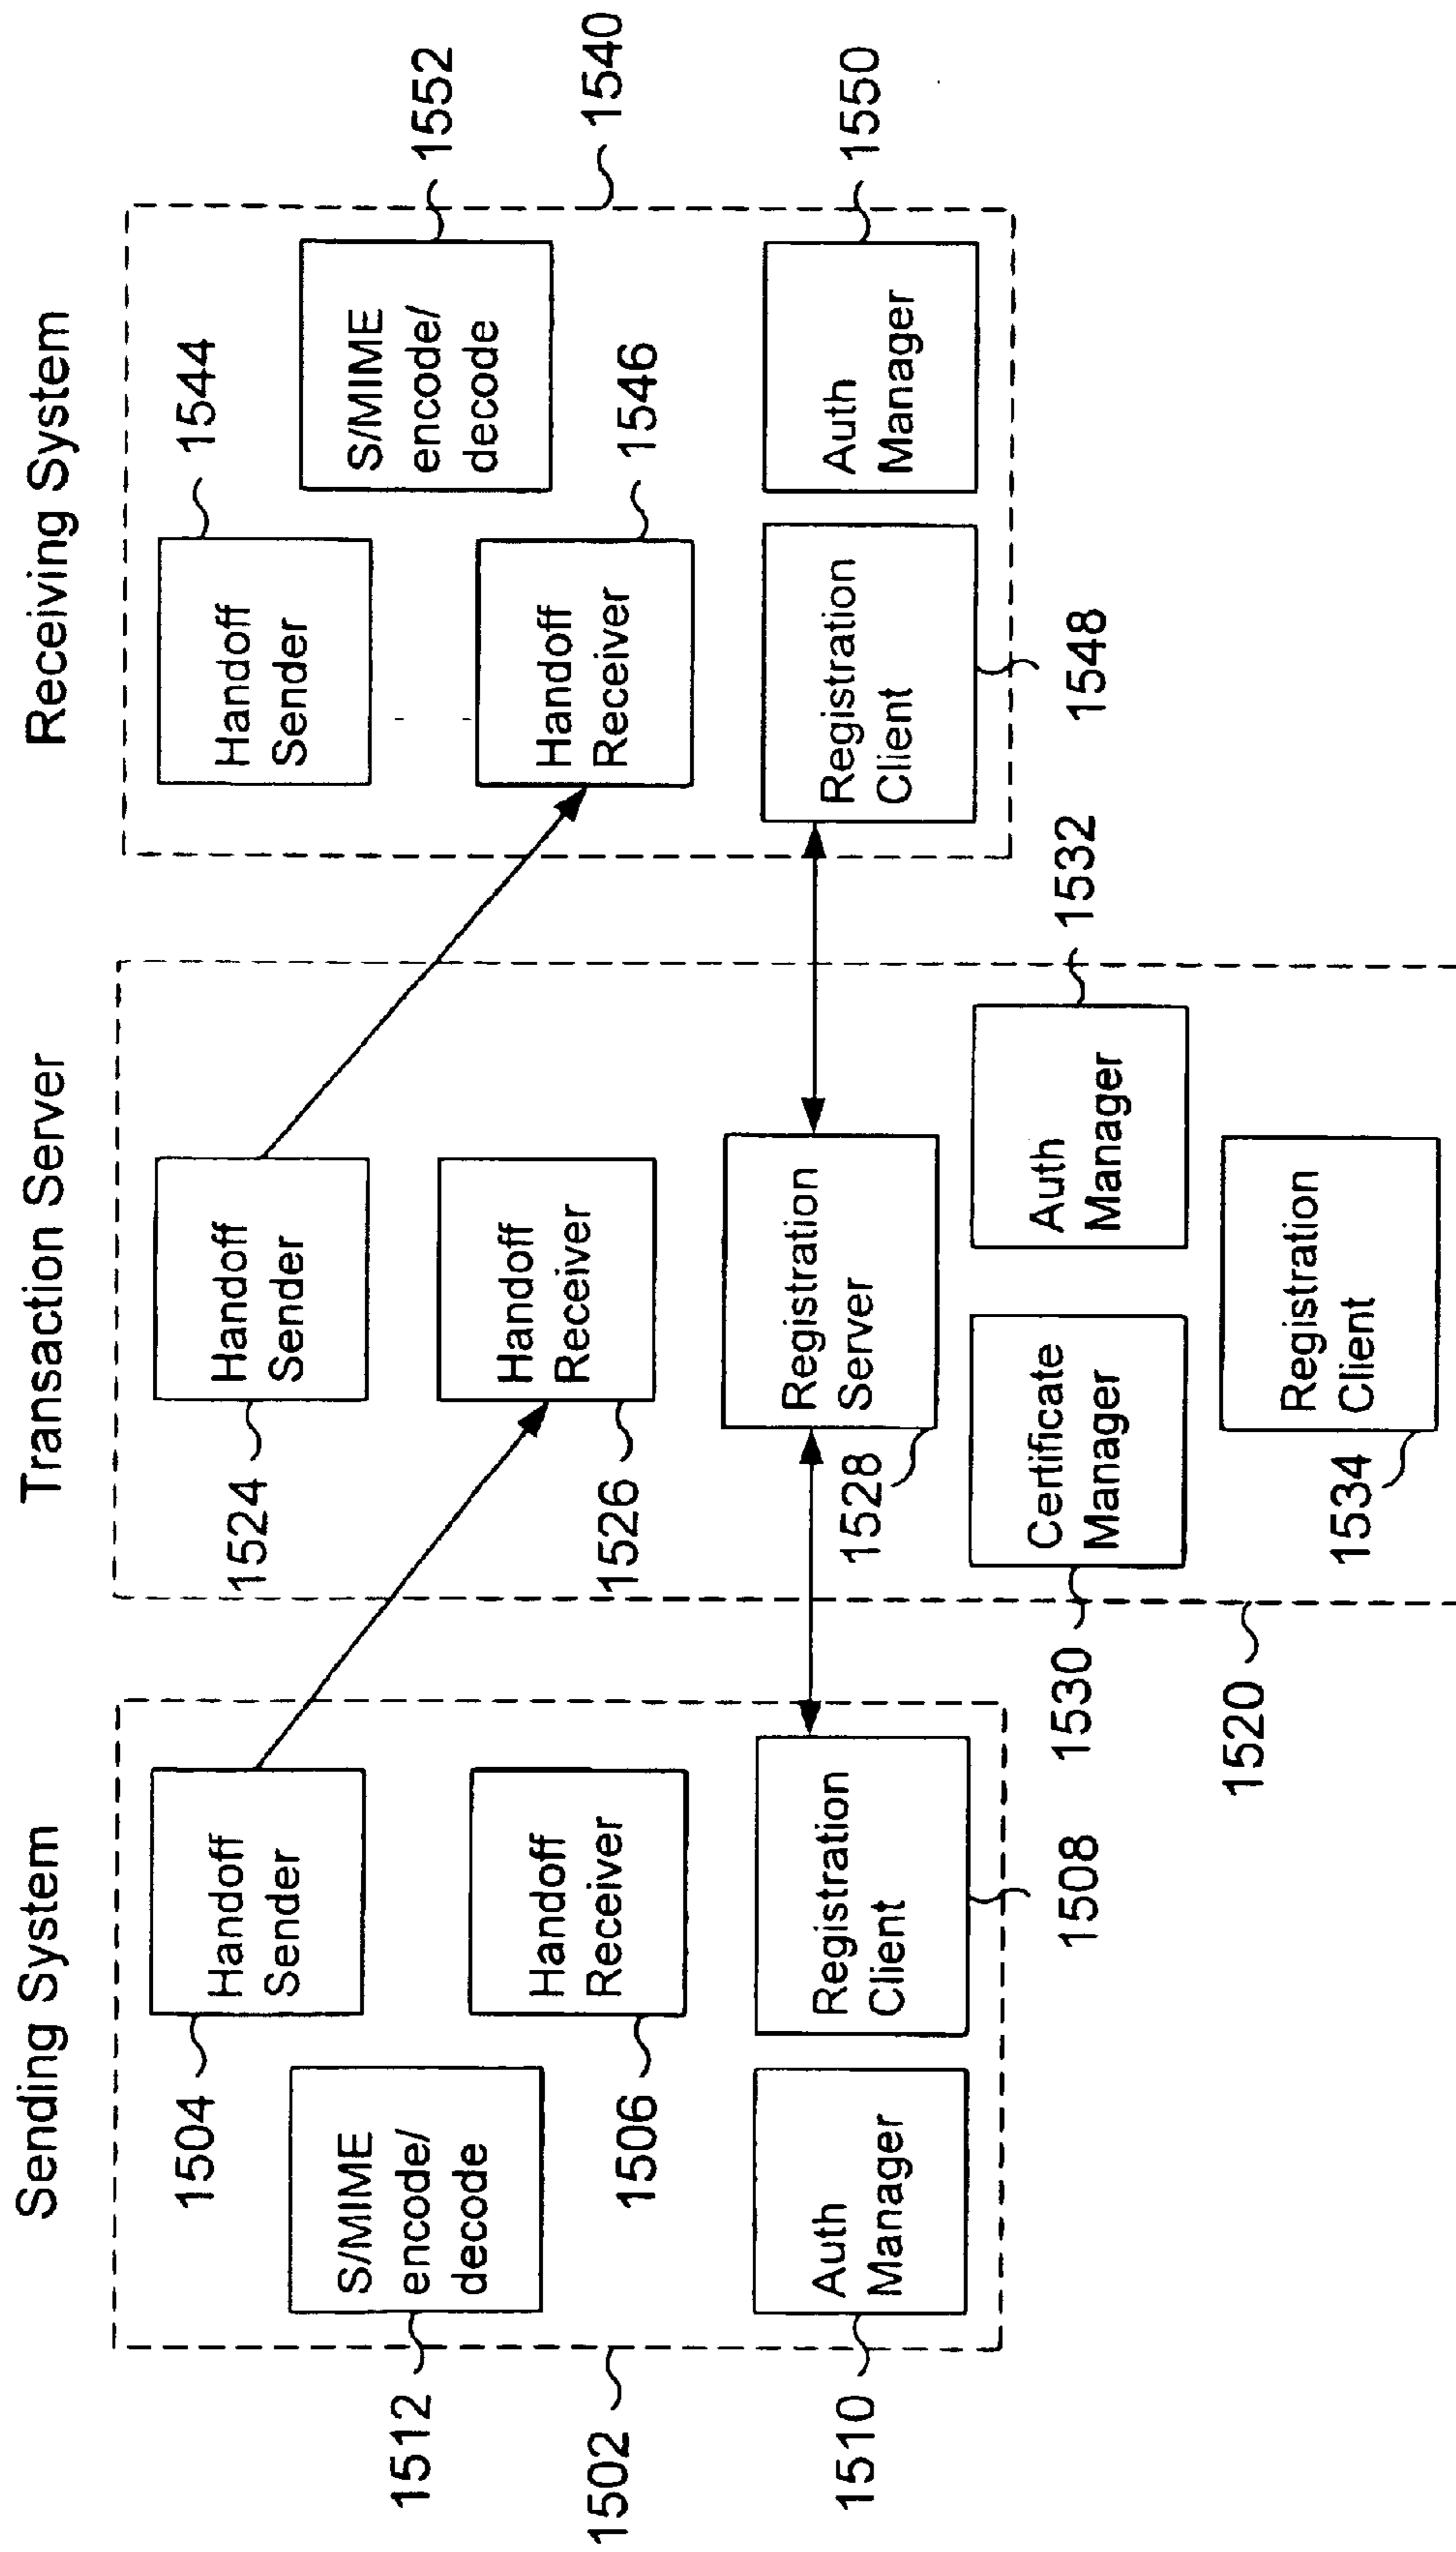 Sending System
Transaction Server
Receiving System
1504
Handoff
Sender
1512
S/MIME
encode/
decode
1502
1506
Handoff
Receiver
1510
Auth
Manager
Registration
Client
1508
1524
Handoff
Sender
1526
Handoff
Receiver
1528
Registration
Server
1530
Certificate
Manager
Auth
Manager
1532
1520
1534
Registration
Client
Handoff
Sender
1544
S/MIME
encode/
decode
1552
1540
Handoff
Receiver
1546
Registration
Client
1548
Auth
Manager
1550